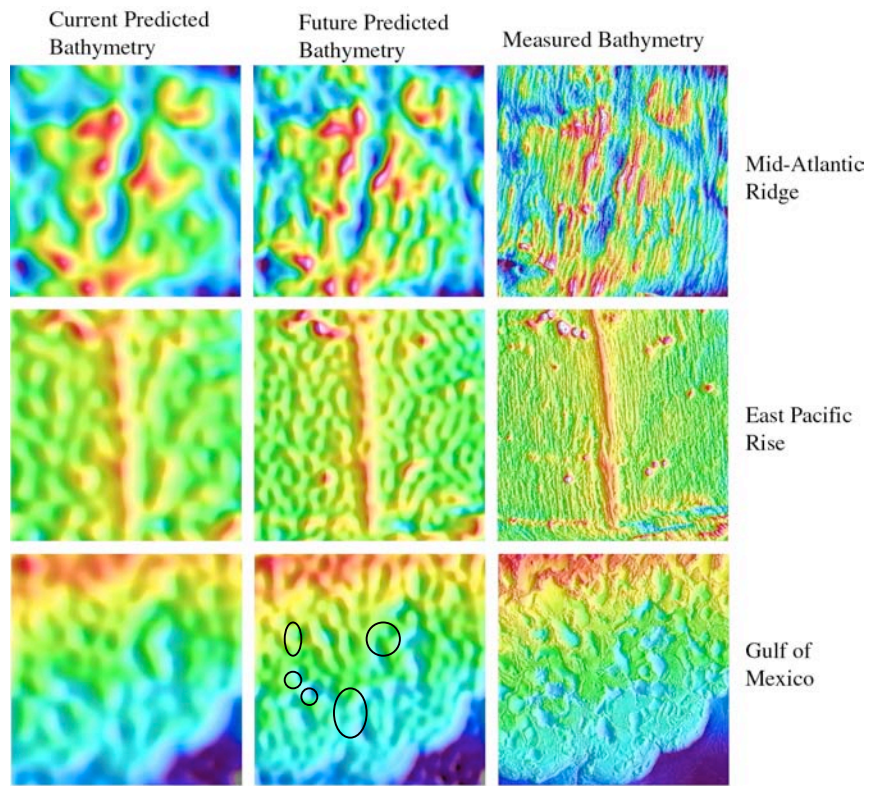 Current Predicted
Bathymetry
Future Predicted
Bathymetry
Measured Bathymetry
Mid-Atlantic
Ridge
East Pacific
Rise
Gulf of
Mexico